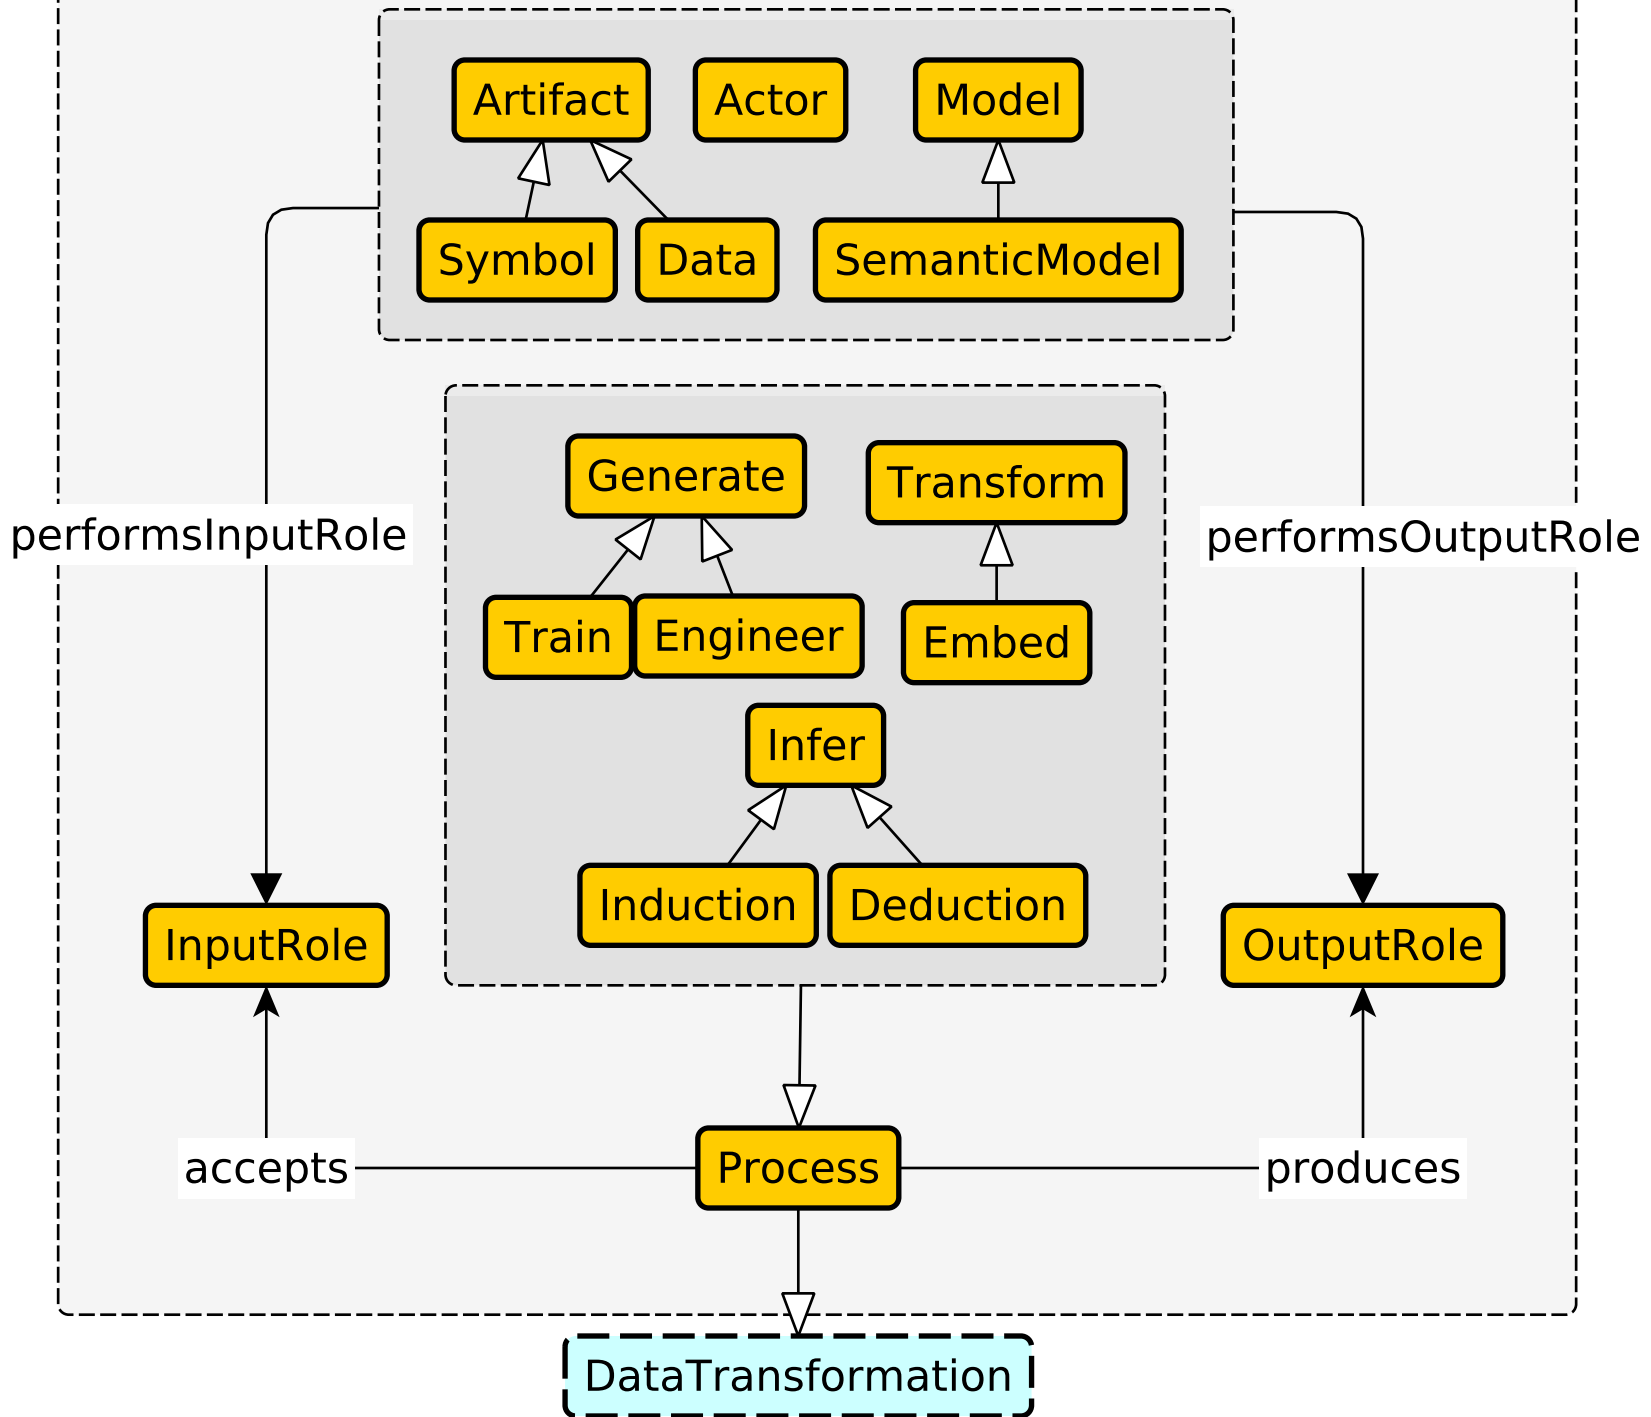 Artifact
Actor
Model
Symbol
Data
SemanticModel
Generate
Transform
performsInputRole
performsOutputRole
Train
Engineer
Embed
Infer
Induction
Deduction
InputRole
OutputRole
accepts
Process
produces
DataTransformation